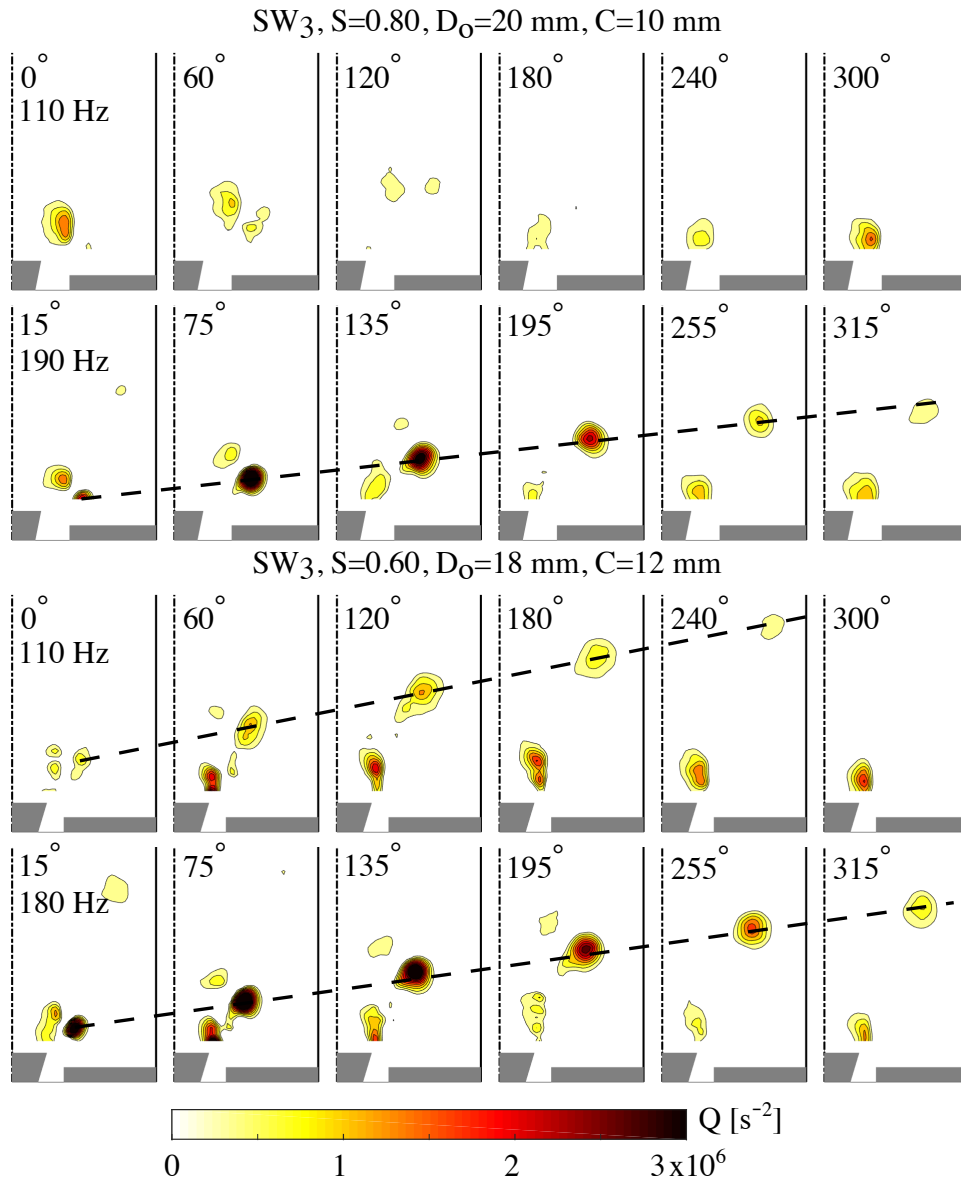 SW3, S=0.80, Do=20 mm, C=10 mm
0° 60° 120° 180° 240° 300°
110 Hz
15° 75° 135° 195° 255° 315°
190 Hz
SW3, S=0.60, Do=18 mm, C=12 mm
0° 60° 120° 180° 240° 300°
110 Hz
15° 75° 135° 195° 255° 315°
180 Hz
Q [s⁻²]
0 1 2 3 x10⁶